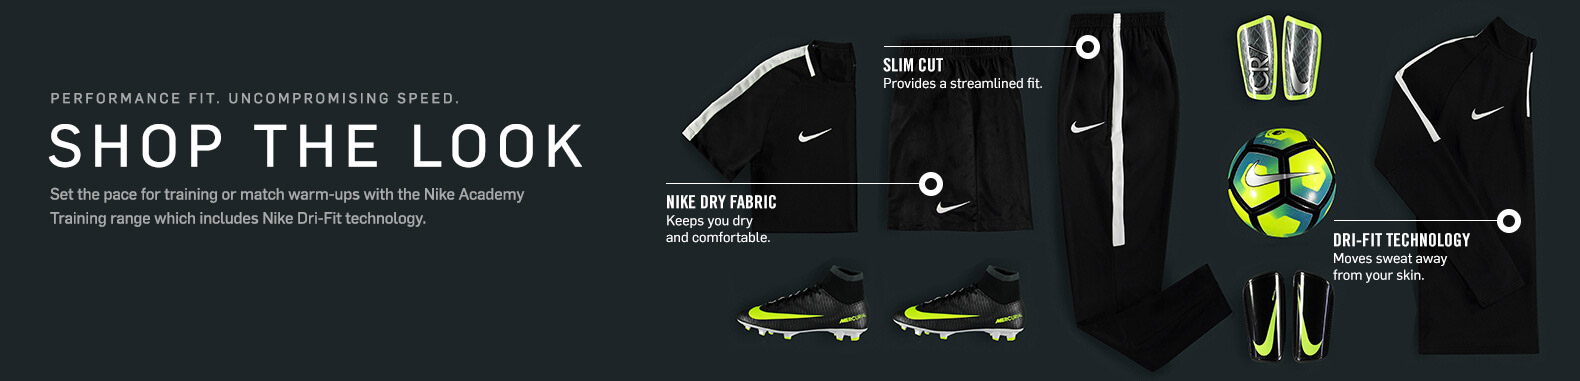 PERFORMANCE FIT. UNCOMPROMISING SPEED.
SHOP THE LOOK
Set the pace for training or match warm-ups with the Nike Academy
Training range which includes Nike Dri-Fit technology.
SLIM CUT
Provides a streamlined fit.
NIKE DRY FABRIC
Keeps you dry
and comfortable.
DRI-FIT TECHNOLOGY
Moves sweat away
from your skin.
CR7
MERCURIAL
MERCURIAL